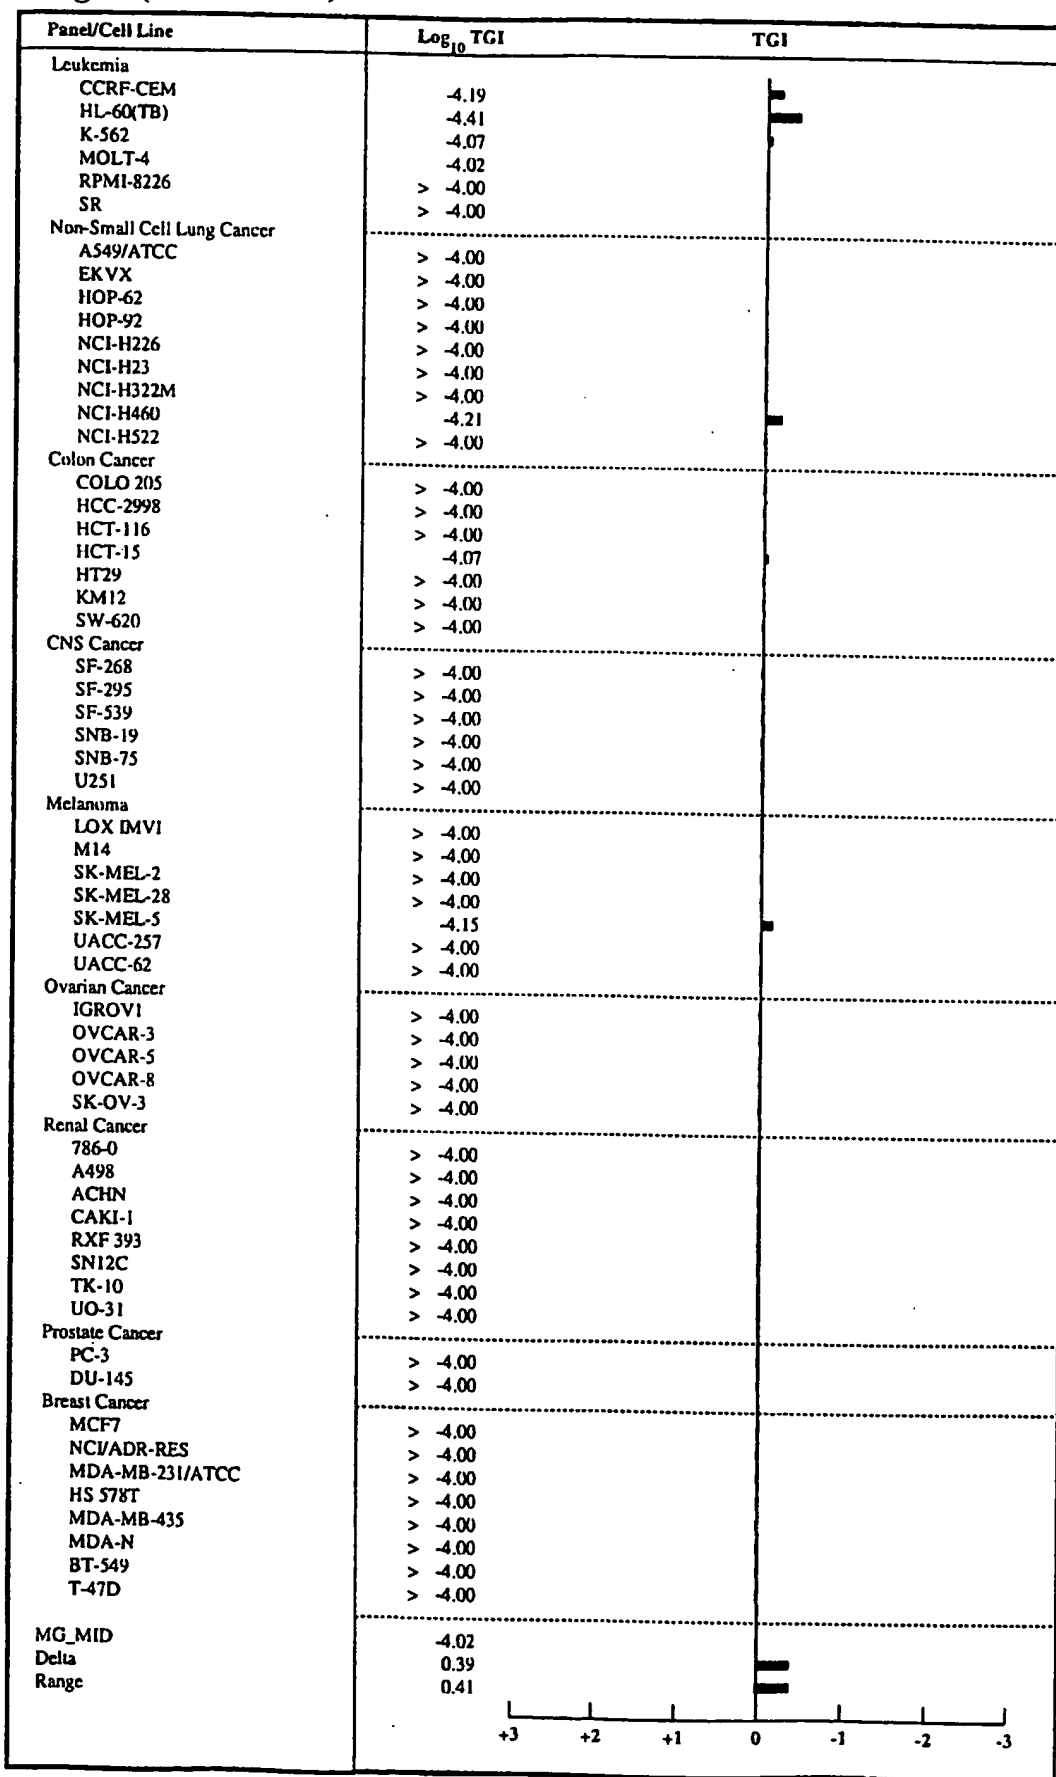 Panel/Cell Line Log10 TGI TGI
Leukemia
CCRF-CEM -4.19
HL-60(TB) -4.41
K-562 -4.07
MOLT-4 -4.02
RPMI-8226 > -4.00
SR > -4.00
Non-Small Cell Lung Cancer
A549/ATCC > -4.00
EKVX > -4.00
HOP-62 > -4.00
HOP-92 > -4.00
NCI-H226 > -4.00
NCI-H23 > -4.00
NCI-H322M > -4.00
NCI-H460 -4.21
NCI-H522 > -4.00
Colon Cancer
COLO 205 > -4.00
HCC-2998 > -4.00
HCT-116 > -4.00
HCT-15 -4.07
HT29 > -4.00
KM12 > -4.00
SW-620 > -4.00
CNS Cancer
SF-268 > -4.00
SF-295 > -4.00
SF-539 > -4.00
SNB-19 > -4.00
SNB-75 > -4.00
U251 > -4.00
Melanoma
LOX IMVI > -4.00
M14 > -4.00
SK-MEL-2 > -4.00
SK-MEL-28 > -4.00
SK-MEL-5 -4.15
UACC-257 > -4.00
UACC-62 > -4.00
Ovarian Cancer
IGROV1 > -4.00
OVCAR-3 > -4.00
OVCAR-5 > -4.00
OVCAR-8 > -4.00
SK-OV-3 > -4.00
Renal Cancer
786-0 > -4.00
A498 > -4.00
ACHN > -4.00
CAKI-1 > -4.00
RXF 393 > -4.00
SN12C > -4.00
TK-10 > -4.00
UO-31 > -4.00
Prostate Cancer
PC-3 > -4.00
DU-145 > -4.00
Breast Cancer
MCF7 > -4.00
NCI/ADR-RES > -4.00
MDA-MB-231/ATCC > -4.00
HS 578T > -4.00
MDA-MB-435 > -4.00
MDA-N > -4.00
BT-549 > -4.00
T-47D > -4.00
MG_MID -4.02
Delta 0.39
Range 0.41
+3 +2 +1 0 -1 -2 -3